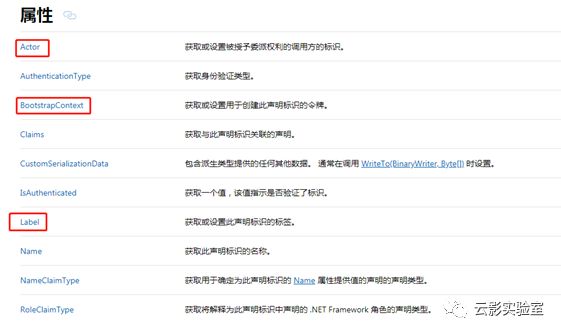 属性
Actor 获取或设置被授予委派权利的调用方的标识。
AuthenticationType 获取身份验证类型。
BootstrapContext 获取或设置用于创建此声明标识的令牌。
Claims 获取与此声明标识关联的声明。
CustomSerializationData 包含派生类型提供的任何其他数据。 通常在调用 WriteTo(BinaryWriter, Byte[]) 时设置。
IsAuthenticated 获取一个值，该值指示是否验证了标识。
Label 获取或设置此声明标识的标签。
Name 获取此声明标识的名称。
NameClaimType 获取用于确定为此声明标识的 Name 属性提供值的声明的声明类型。
RoleClaimType 获取将解释为此声明标识中声明的 .NET Framework 角色的声明类型。
云影实验室